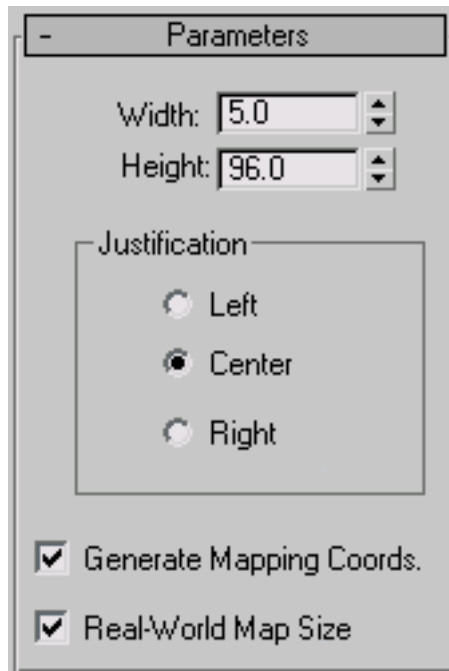 - Parameters
Width: 5.0
Height: 96.0
Justification
Left
Center
Right
Generate Mapping Coords.
Real-World Map Size